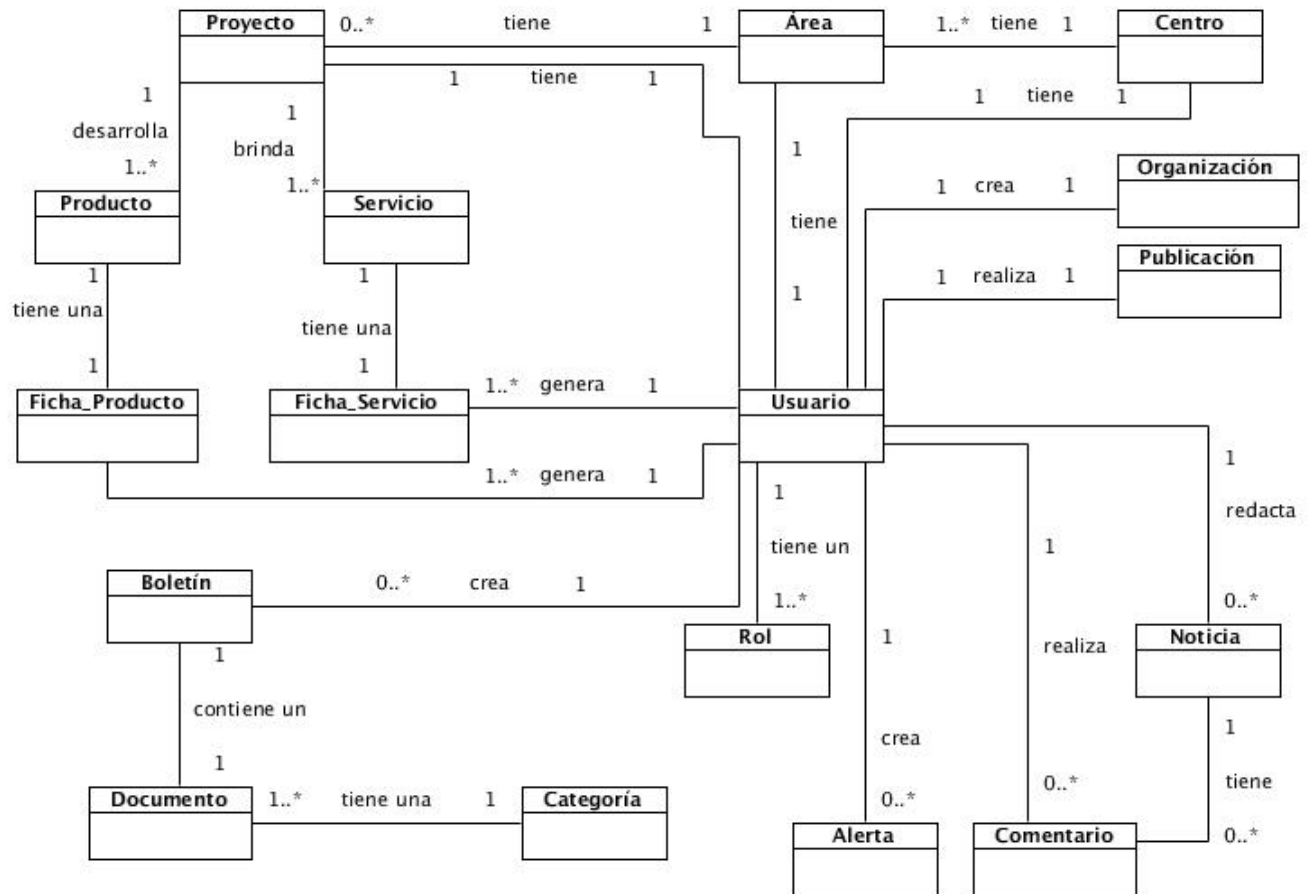 Proyecto 0..* tiene 1 Área 1..* tiene 1 Centro
1 tiene 1
1 1 tiene 1
desarrolla 1
brinda 1
1..* 1..* Organización
Producto Servicio 1 crea 1
tiene
Publicación
1 1 1 realiza 1
1
tiene una
tiene una
1 1
1..* genera 1
Ficha_Producto Ficha_Servicio Usuario
1
1..* genera 1 1
redacta
tiene un 1
Boletín 0..* crea 1
1..* 0..*
1 Rol 1 Noticia
realiza
contiene un
1
crea
1
Documento 1..* tiene una 1 Categoría 0..* tiene
0..*
Alerta Comentario 0..*